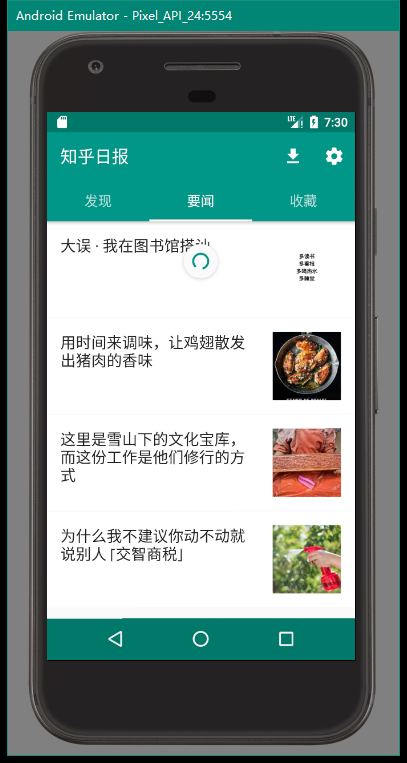 Android Emulator - Pixel_API_24:5554
LTE 7:30
知乎日报
发现 要闻 收藏
大误 · 我在图书馆搭讪
多读书
多看报
多喝热水
多睡觉
用时间来调味，让鸡翅散发
出猪肉的香味
这里是雪山下的文化宝库，
而这份工作是他们修行的方
式
为什么我不建议你动不动就
说别人「交智商税」